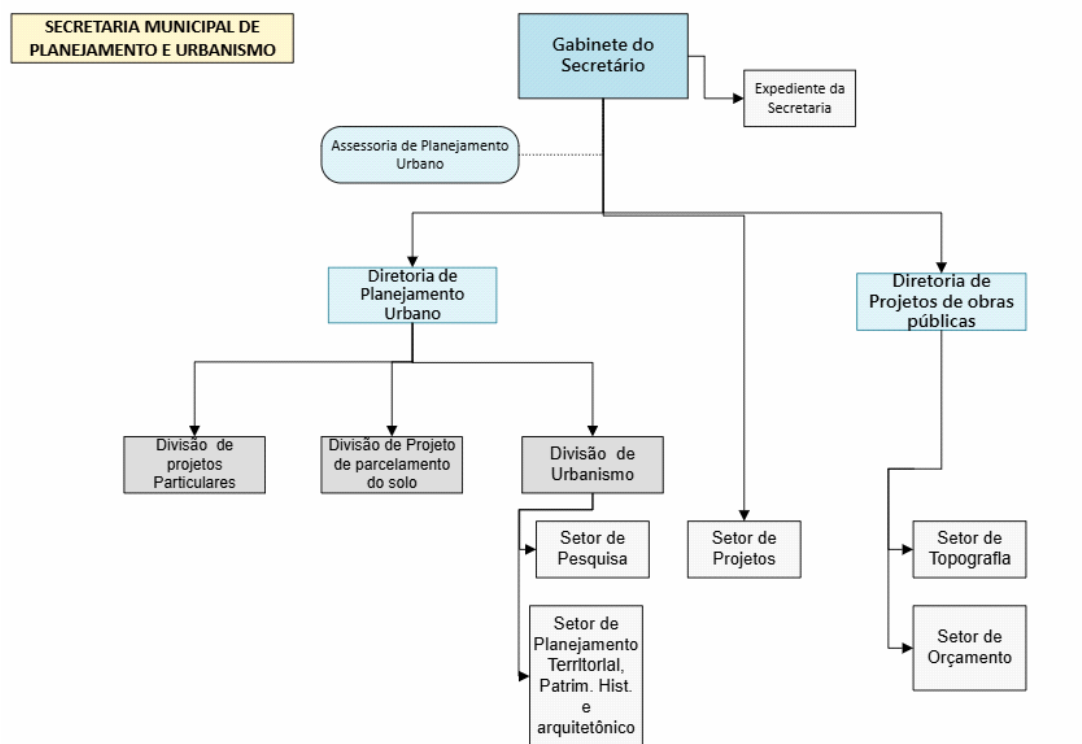 SECRETARIA MUNICIPAL DE
PLANEJAMENTO E URBANISMO
Gabinete do
Secretário
Expediente da
Secretaria
Assessoria de Planejamento
Urbano
Diretoria de
Planejamento
Urbano
Diretoria de
Projetos de obras
públicas
Divisão de
projetos
Particulares
Divisão de Projeto
de parcelamento
do solo
Divisão de
Urbanismo
Setor de
Pesquisa
Setor de
Projetos
Setor de
Topografia
Setor de
Planejamento
Territorial,
Patrim. Hist.
e
arquitetônico
Setor de
Orçamento